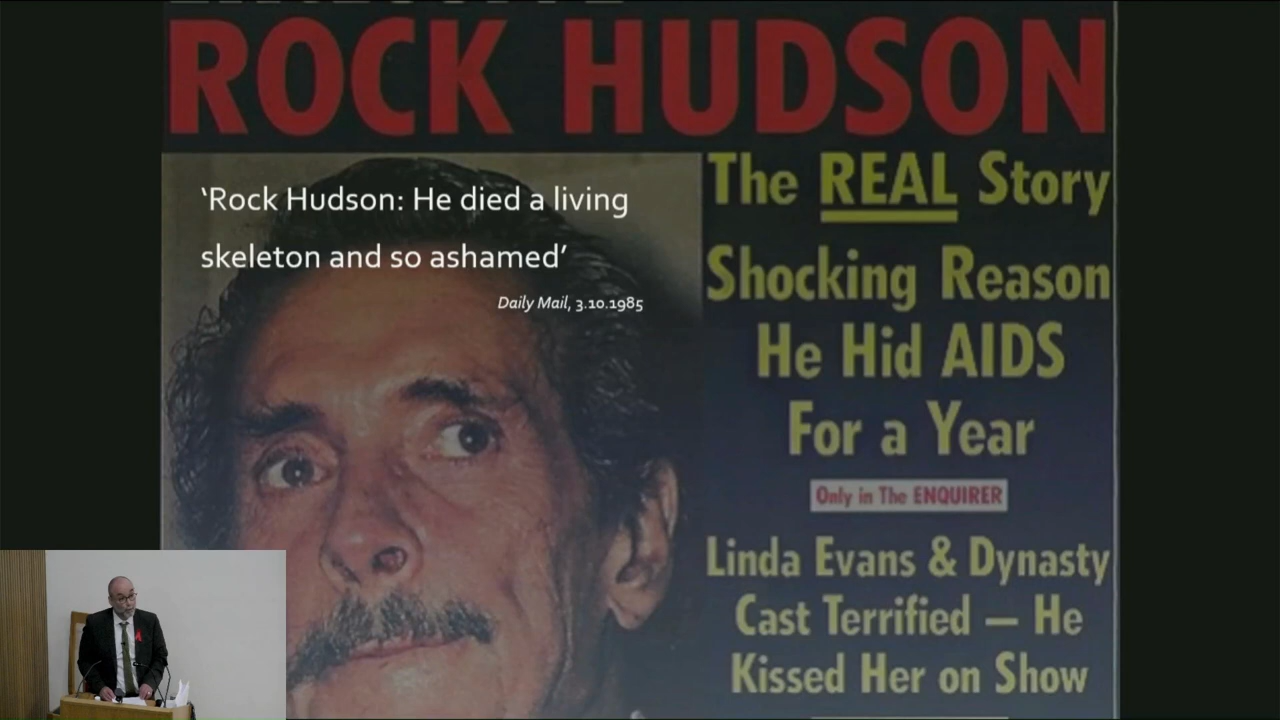 ROCK HUDSON
The REAL Story
Shocking Reason
He Hid AIDS
For a Year
Only in The ENQUIRER
Linda Evans & Dynasty
Cast Terrified — He
Kissed Her on Show
‘Rock Hudson: He died a living
skeleton and so ashamed’
Daily Mail, 3.10.1985